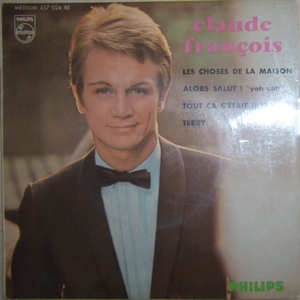 PHILIPS
MEDIUM 437 024 BE
claude
françois
LES CHOSES DE LA MAISON
ALORS SALUT !
TOUT ÇA C'ÉTAIT
TERRY
PHILIPS